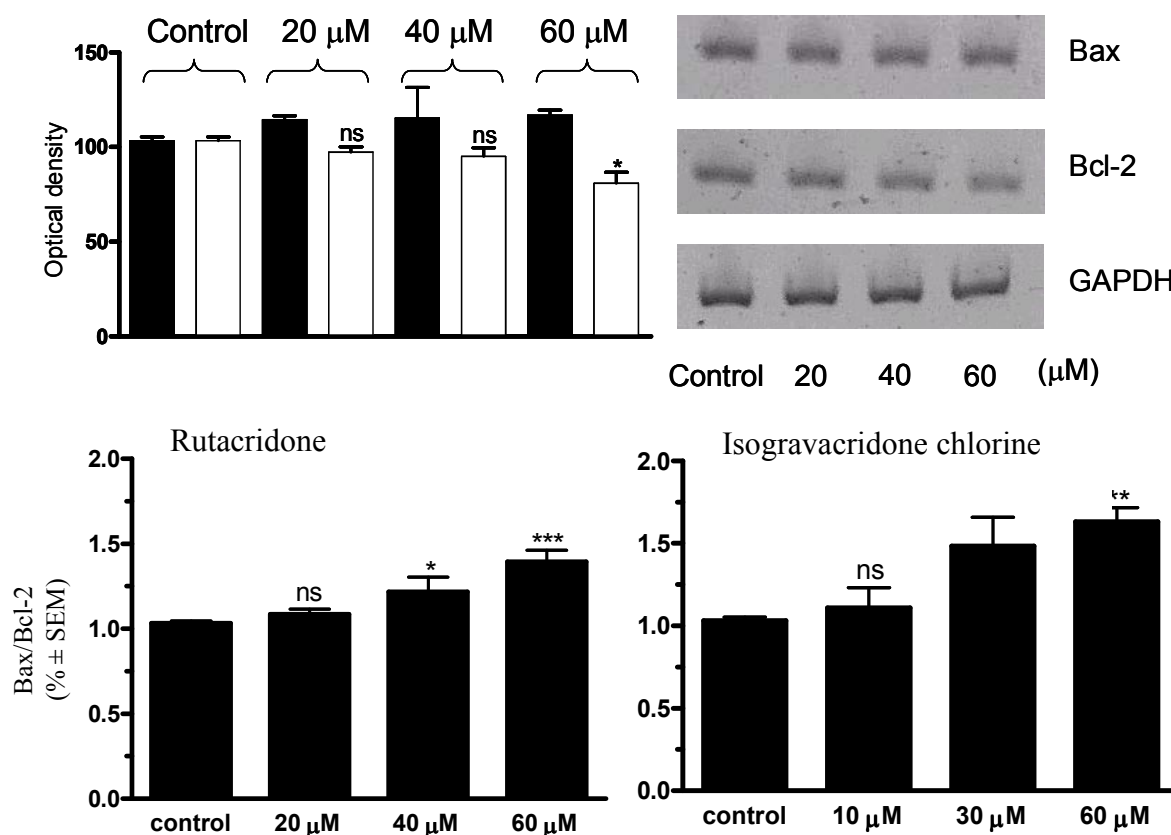 Control 20 μM 40 μM 60 μM
150
100
50
0
Optical density
ns
ns
*
Bax
Bcl-2
GAPDH
Control 20 40 60 (μM)
Rutacridone
2.0
1.5
1.0
0.5
0.0
Bax/Bcl-2
(% ± SEM)
ns
*
***
control 20 μM 40 μM 60 μM
Isogravacridone chlorine
2.0
1.5
1.0
0.5
0.0
ns
**
control 10 μM 30 μM 60 μM